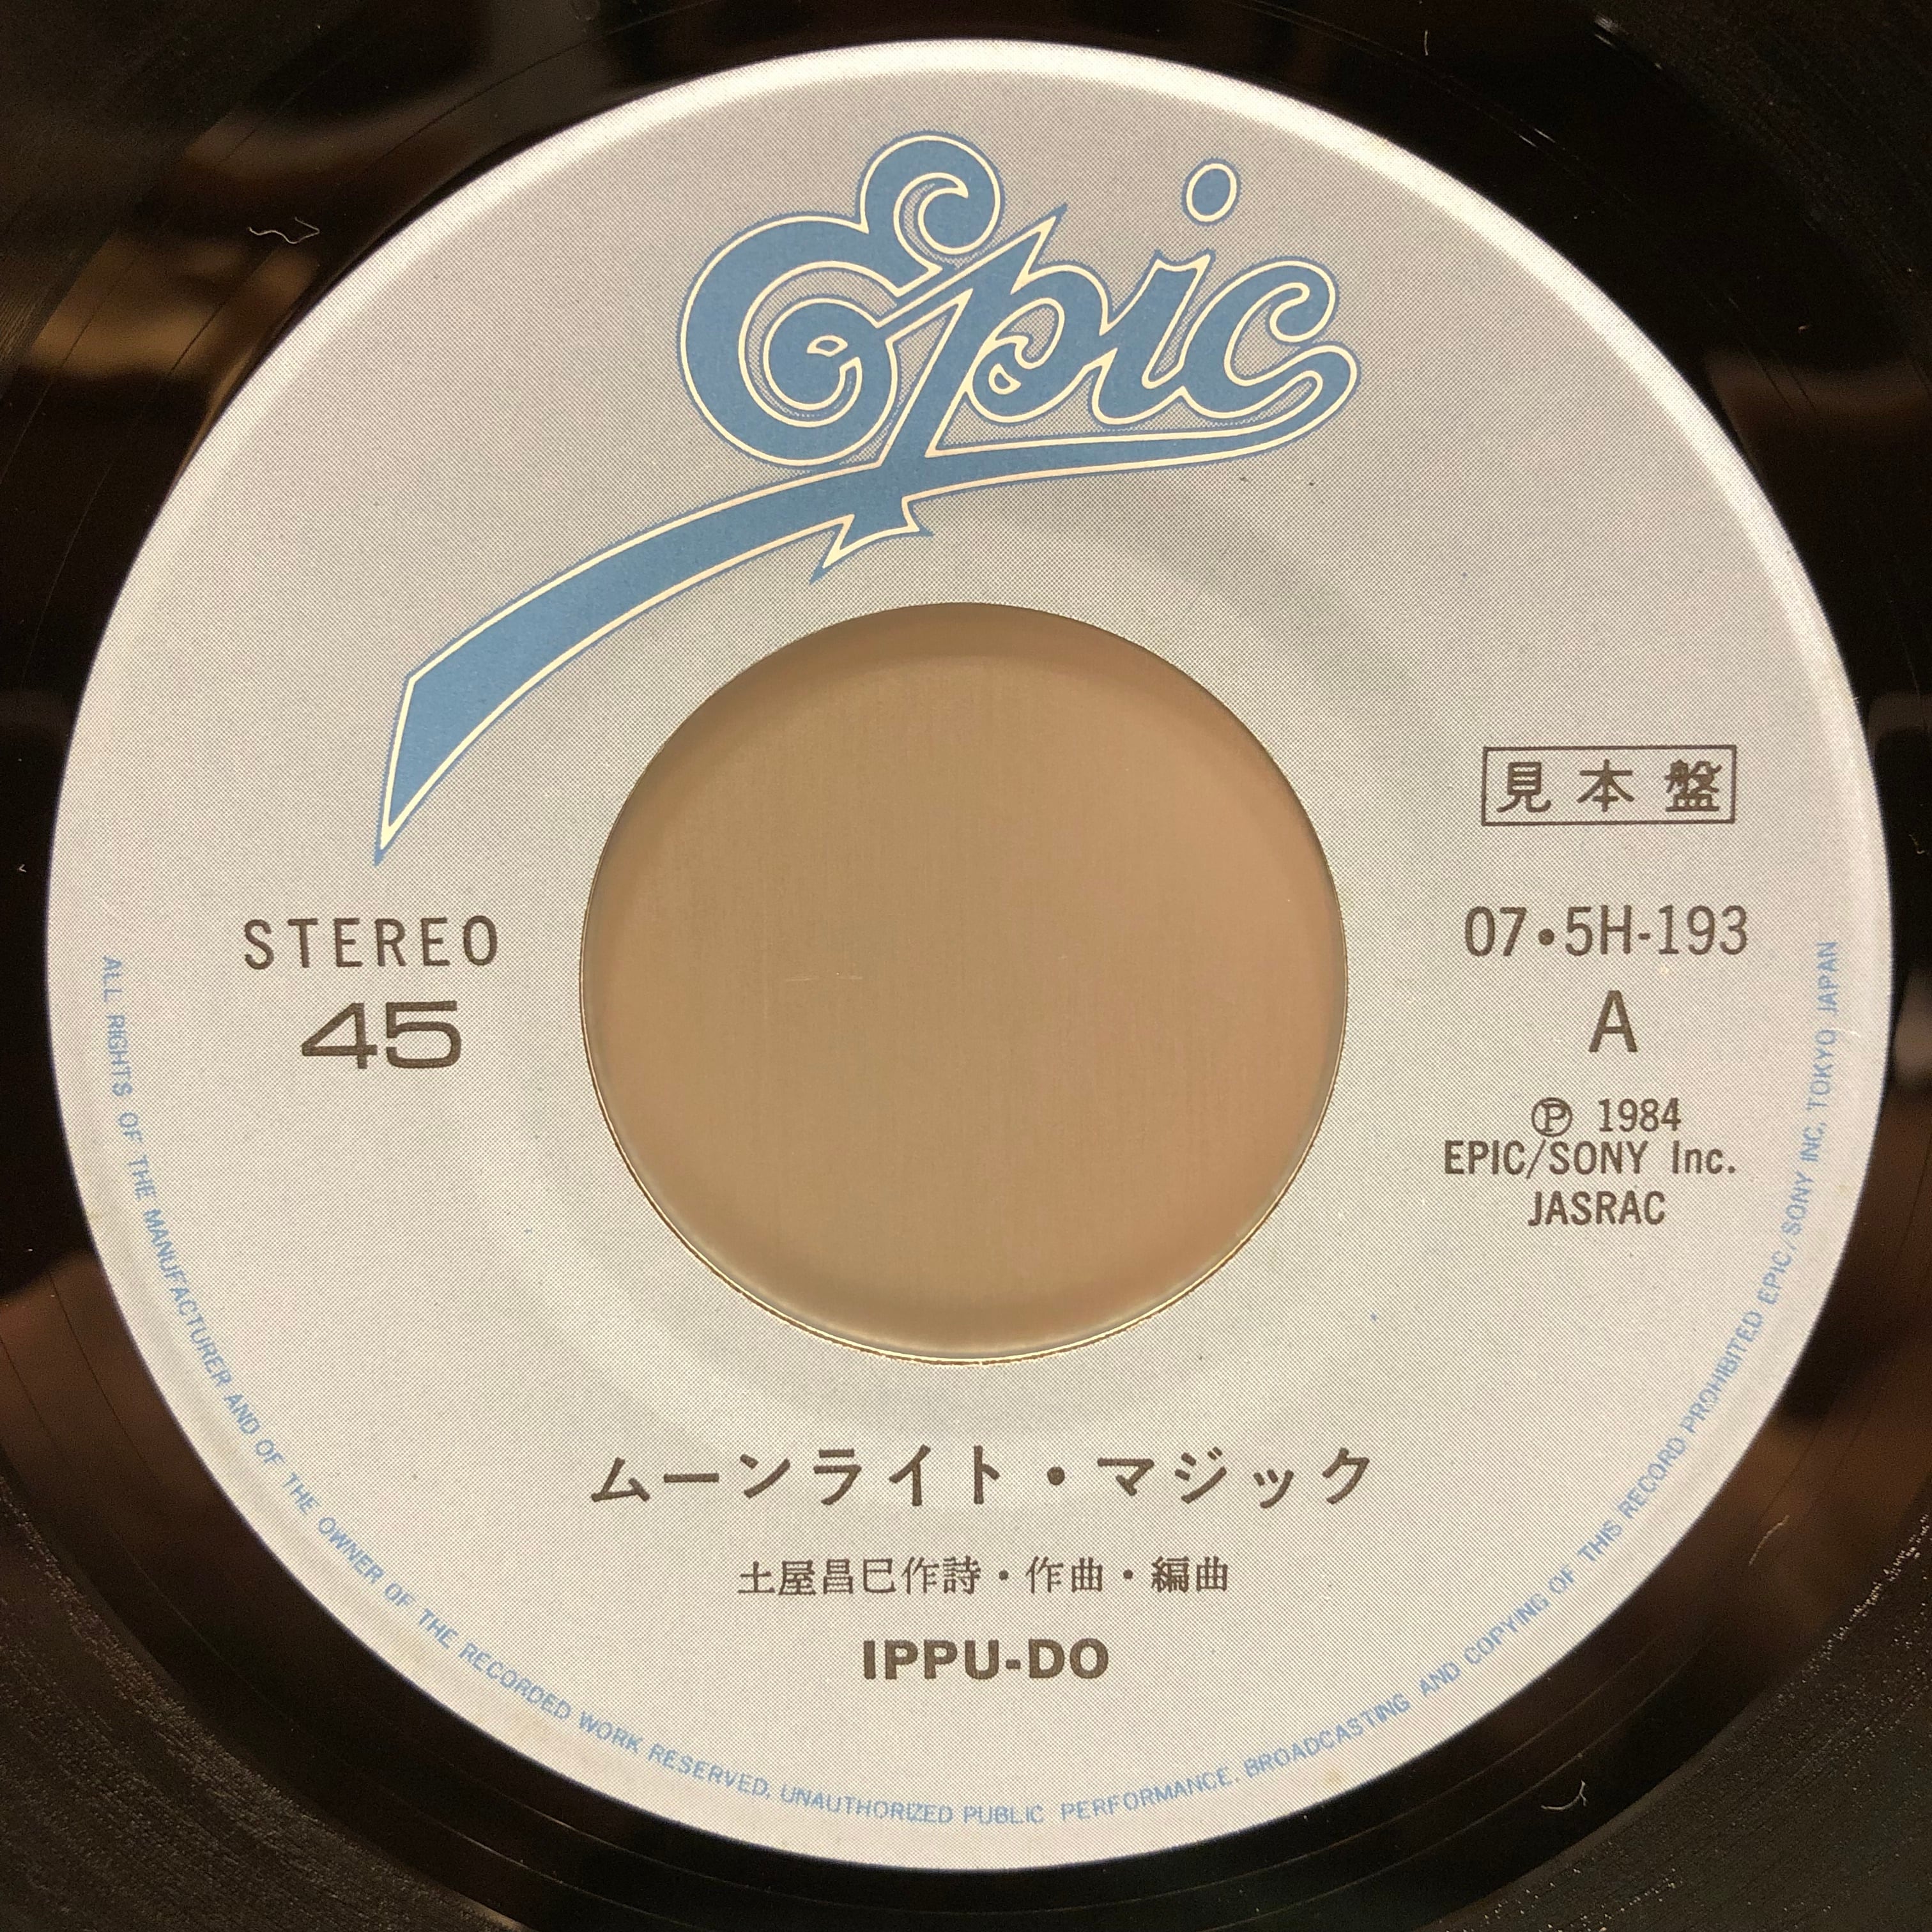 Epic
STEREO
45
見本盤
07・5H-193
A
Ⓟ 1984
EPIC/SONY Inc.
JASRAC
ムーンライト・マジック
土屋昌巳作詩・作曲・編曲
IPPU-DO
ALL RIGHTS OF THE MANUFACTURER AND OF THE OWNER OF THE RECORDED WORK RESERVED, UNAUTHORIZED PUBLIC PERFORMANCE, BROADCASTING AND COPYING OF THIS RECORD PROHIBITED EPIC/SONY INC. TOKYO JAPAN